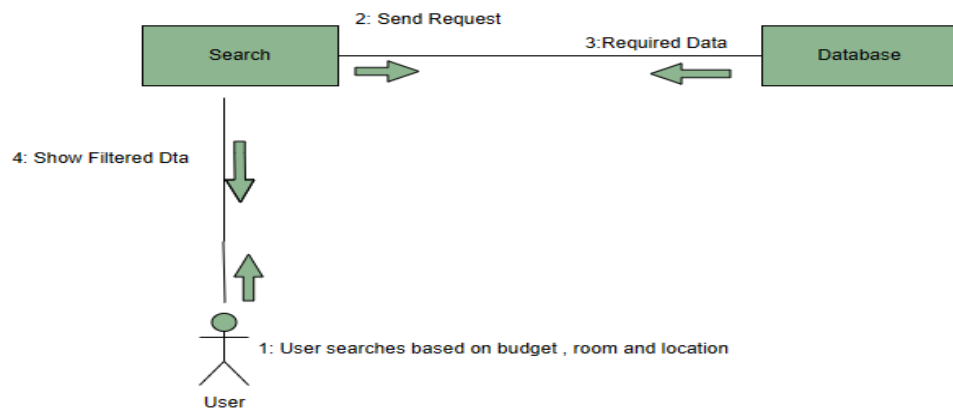 2: Send Request
3:Required Data
Search
Database
4: Show Filtered Dta
1: User searches based on budget , room and location
User